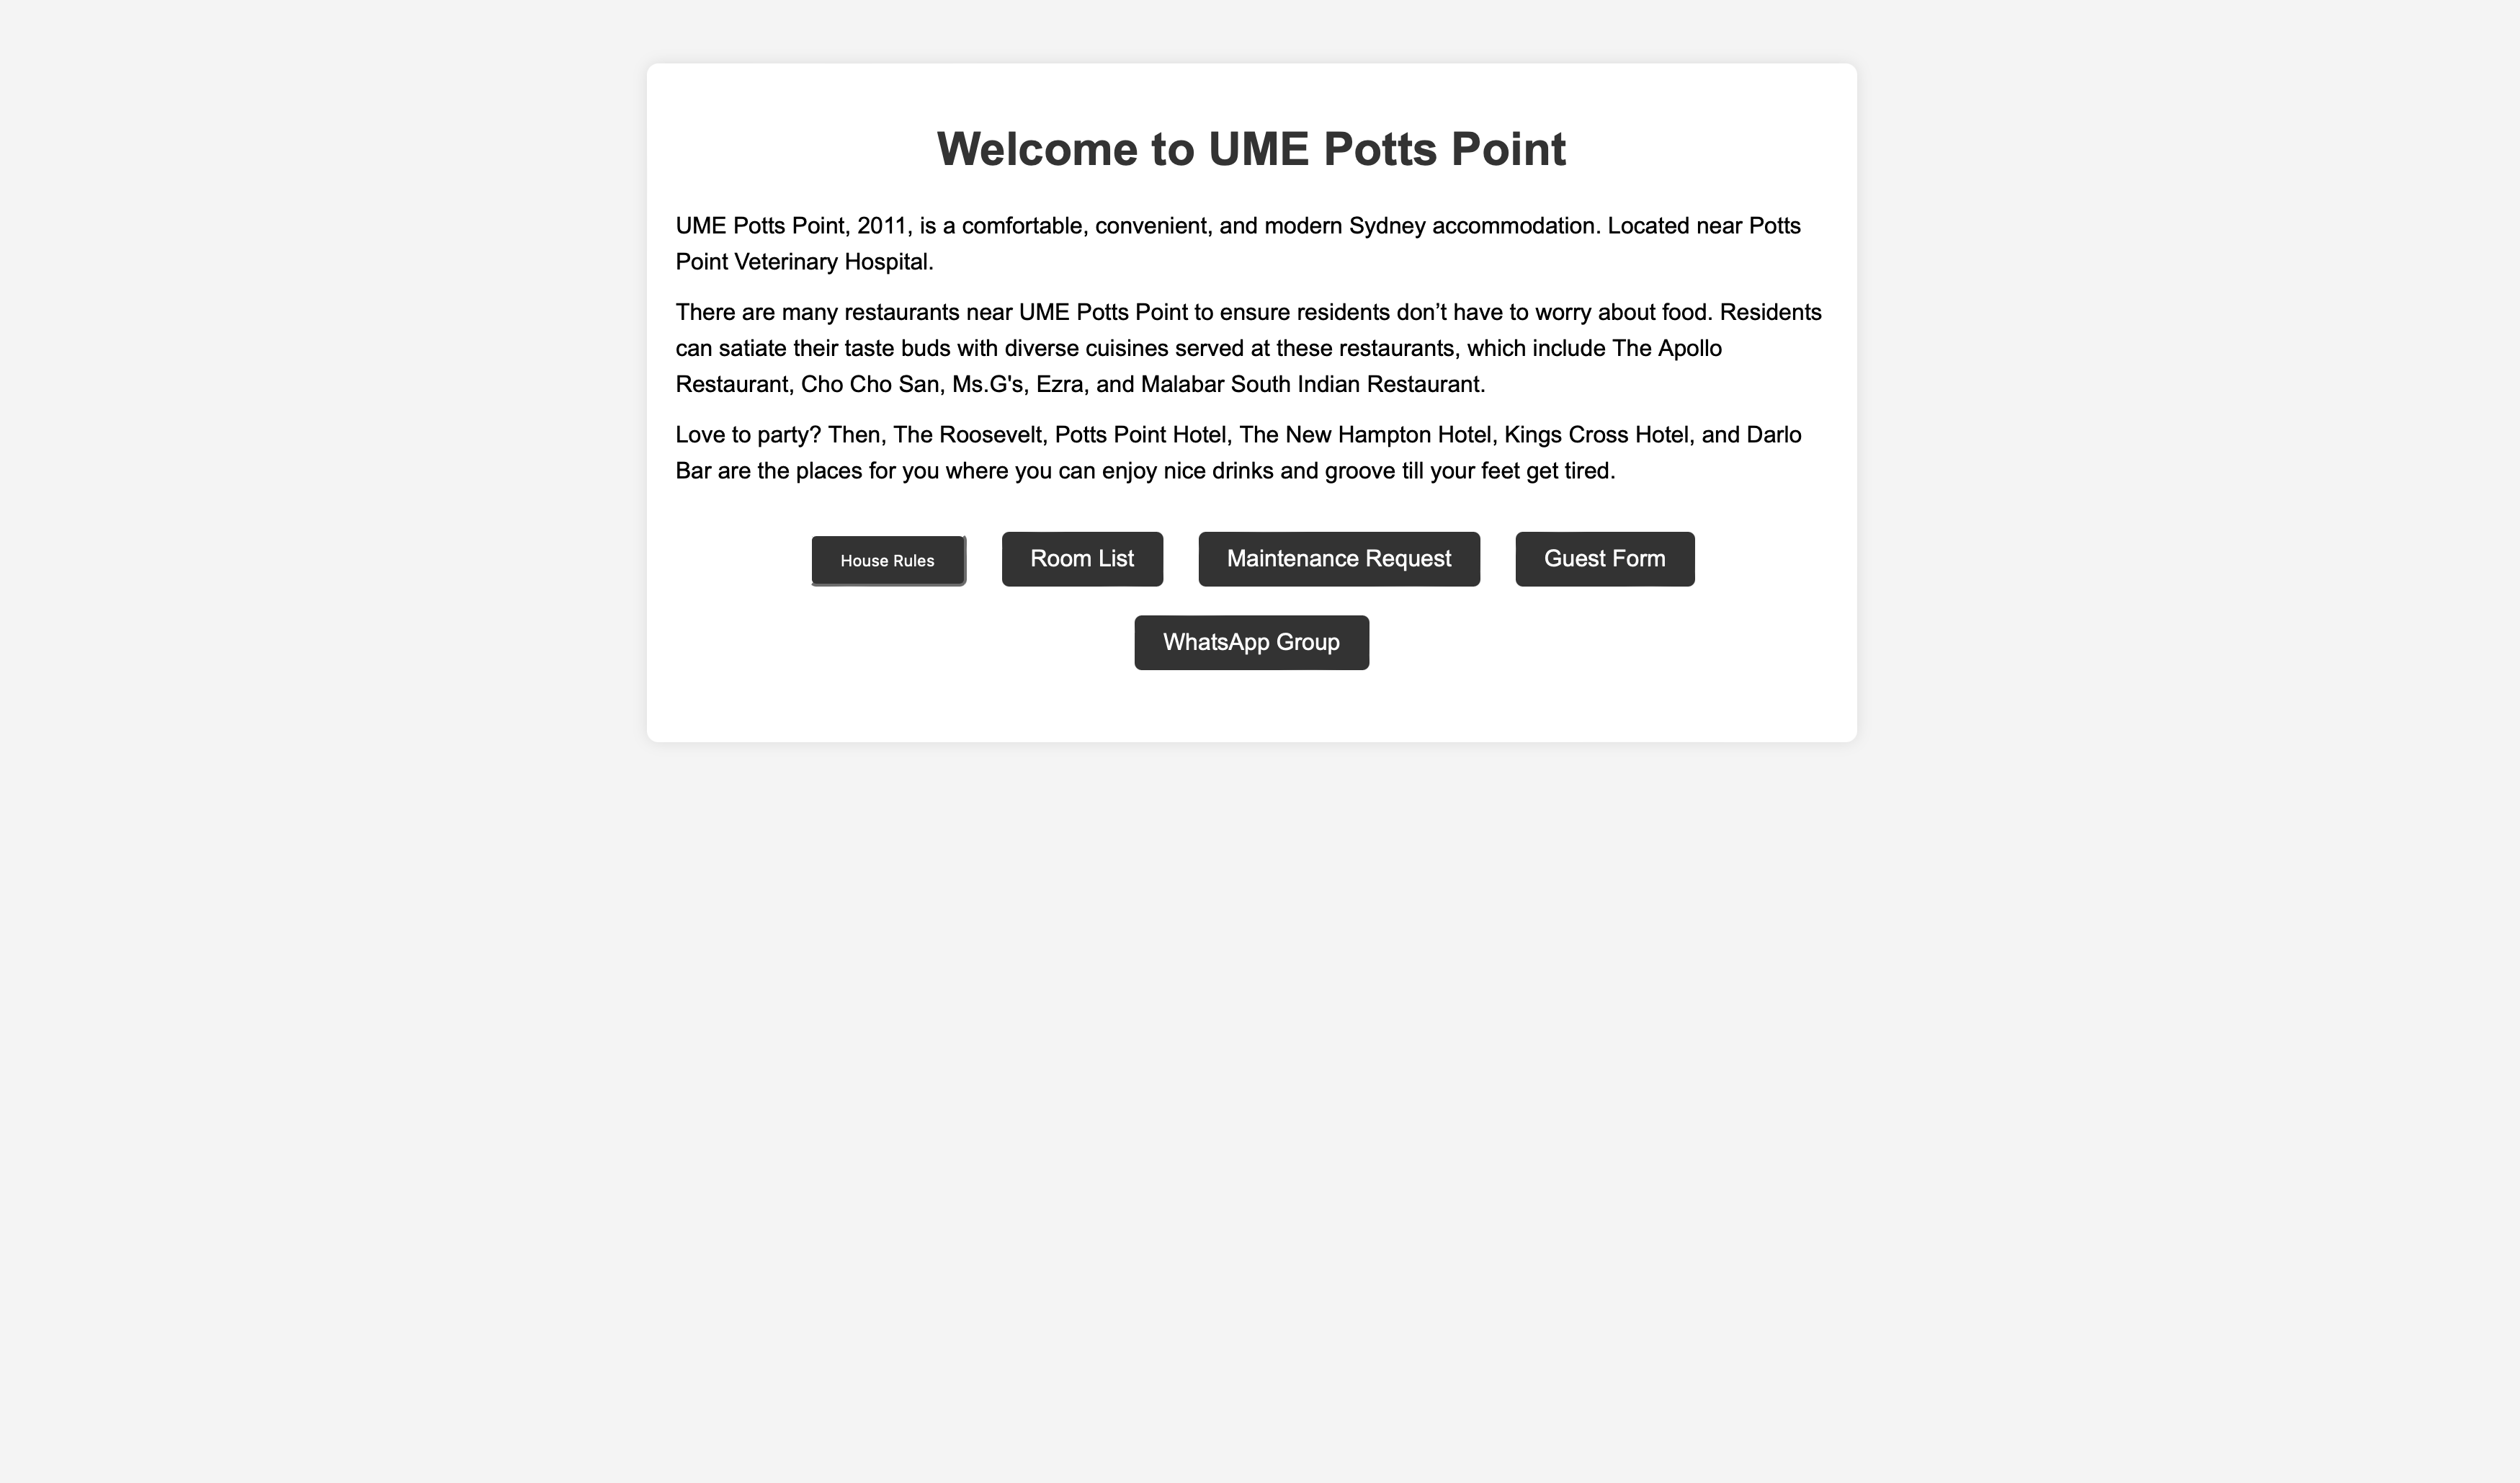 Welcome to UME Potts Point
UME Potts Point, 2011, is a comfortable, convenient, and modern Sydney accommodation. Located near Potts
Point Veterinary Hospital.
There are many restaurants near UME Potts Point to ensure residents don’t have to worry about food. Residents
can satiate their taste buds with diverse cuisines served at these restaurants, which include The Apollo
Restaurant, Cho Cho San, Ms.G's, Ezra, and Malabar South Indian Restaurant.
Love to party? Then, The Roosevelt, Potts Point Hotel, The New Hampton Hotel, Kings Cross Hotel, and Darlo
Bar are the places for you where you can enjoy nice drinks and groove till your feet get tired.
House Rules Room List Maintenance Request Guest Form
WhatsApp Group